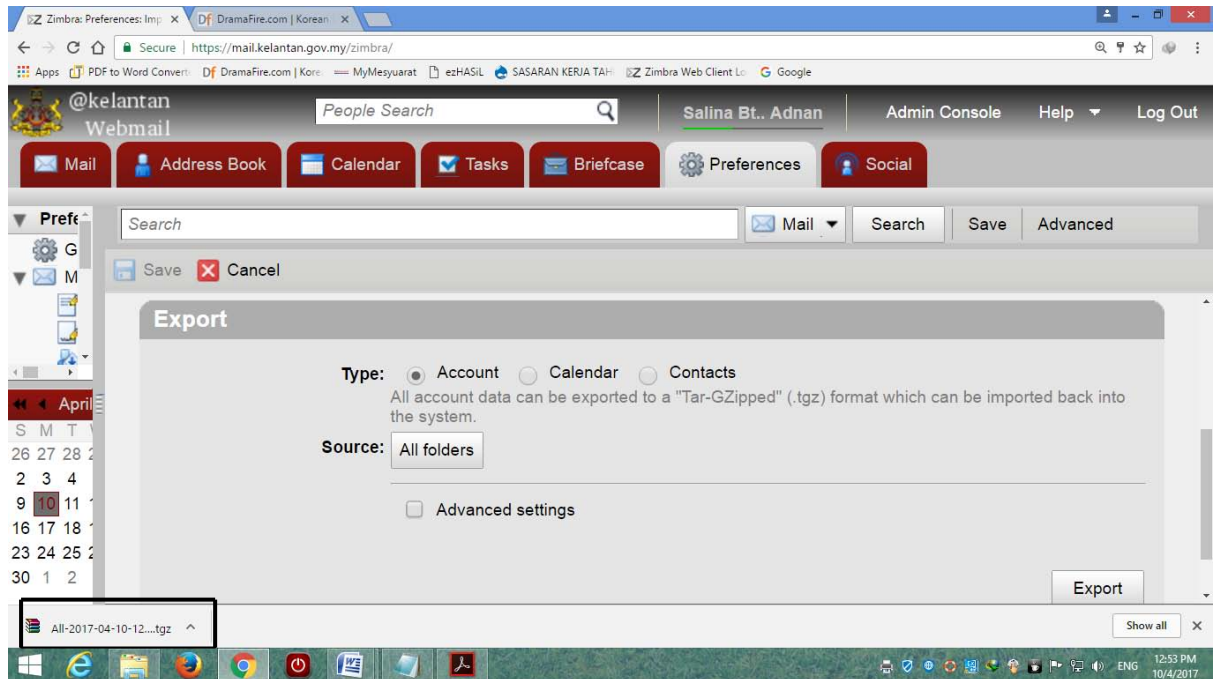 Zimbra: Preferences: Imp
DramaFire.com | Korean
Secure https://mail.kelantan.gov.my/zimbra/
Apps PDF to Word Convert DramaFire.com | Kore MyMesyuarat ezHASiL SASARAN KERJA TAH Zimbra Web Client Lo Google
@kelantan
Webmail
People Search
Salina Bt.. Adnan Admin Console Help Log Out
Mail Address Book Calendar Tasks Briefcase Preferences Social
Prefe
Search Mail Search Save Advanced
G
M
Save Cancel
Export
Type: Account Calendar Contacts
All account data can be exported to a "Tar-GZipped" (.tgz) format which can be imported back into
the system.
Source: All folders
Advanced settings
Export
April
S M T
26 27 28
2 3 4
9 10 11
16 17 18
23 24 25
30 1 2
All-2017-04-10-12....tgz
Show all
ENG 12:53 PM
10/4/2017